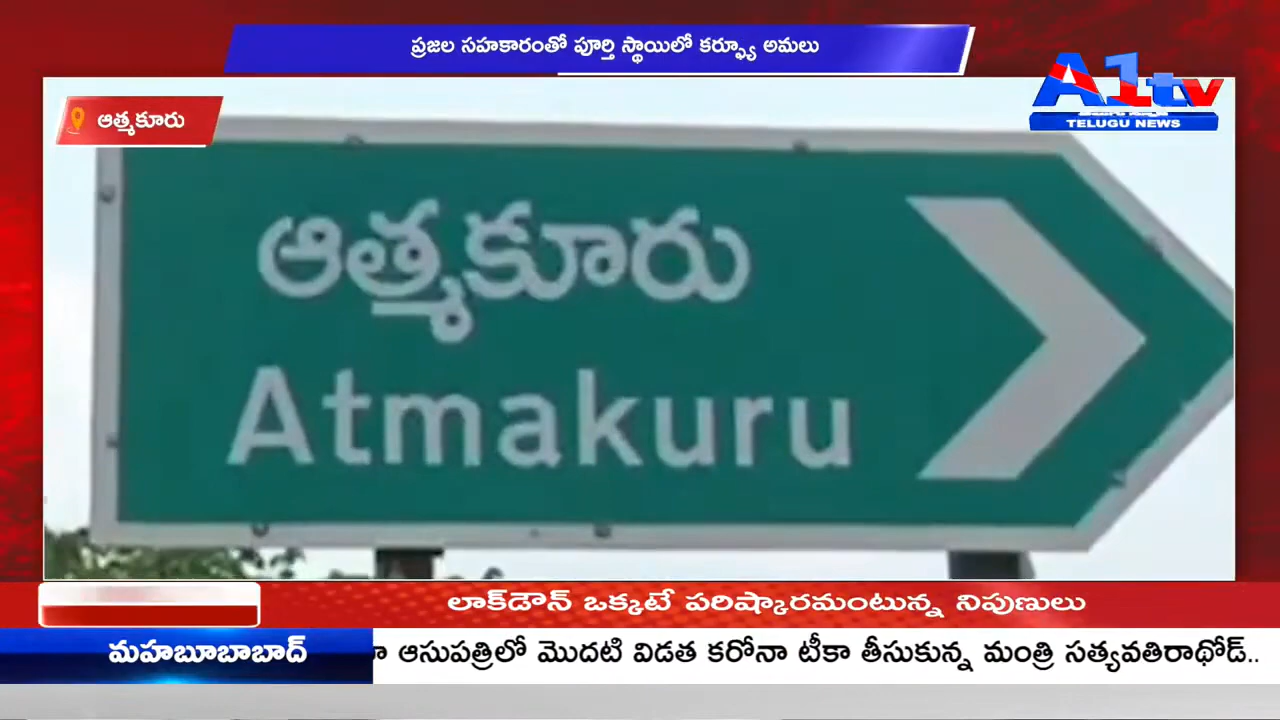 ప్రజల సహకారంతో పూర్తి స్థాయిలో కర్ఫ్యూ అమలు
ఆత్మకూరు
A1tv
TELUGU NEWS
ఆత్మకూరు
Atmakuru
లాక్‌డౌన్ ఒక్కటే పరిష్కారమంటున్న నిపుణులు
మహబూబాబాద్
ఆసుపత్రిలో మొదటి విడత కరోనా టీకా తీసుకున్న మంత్రి సత్యవతిరాథోడ్..